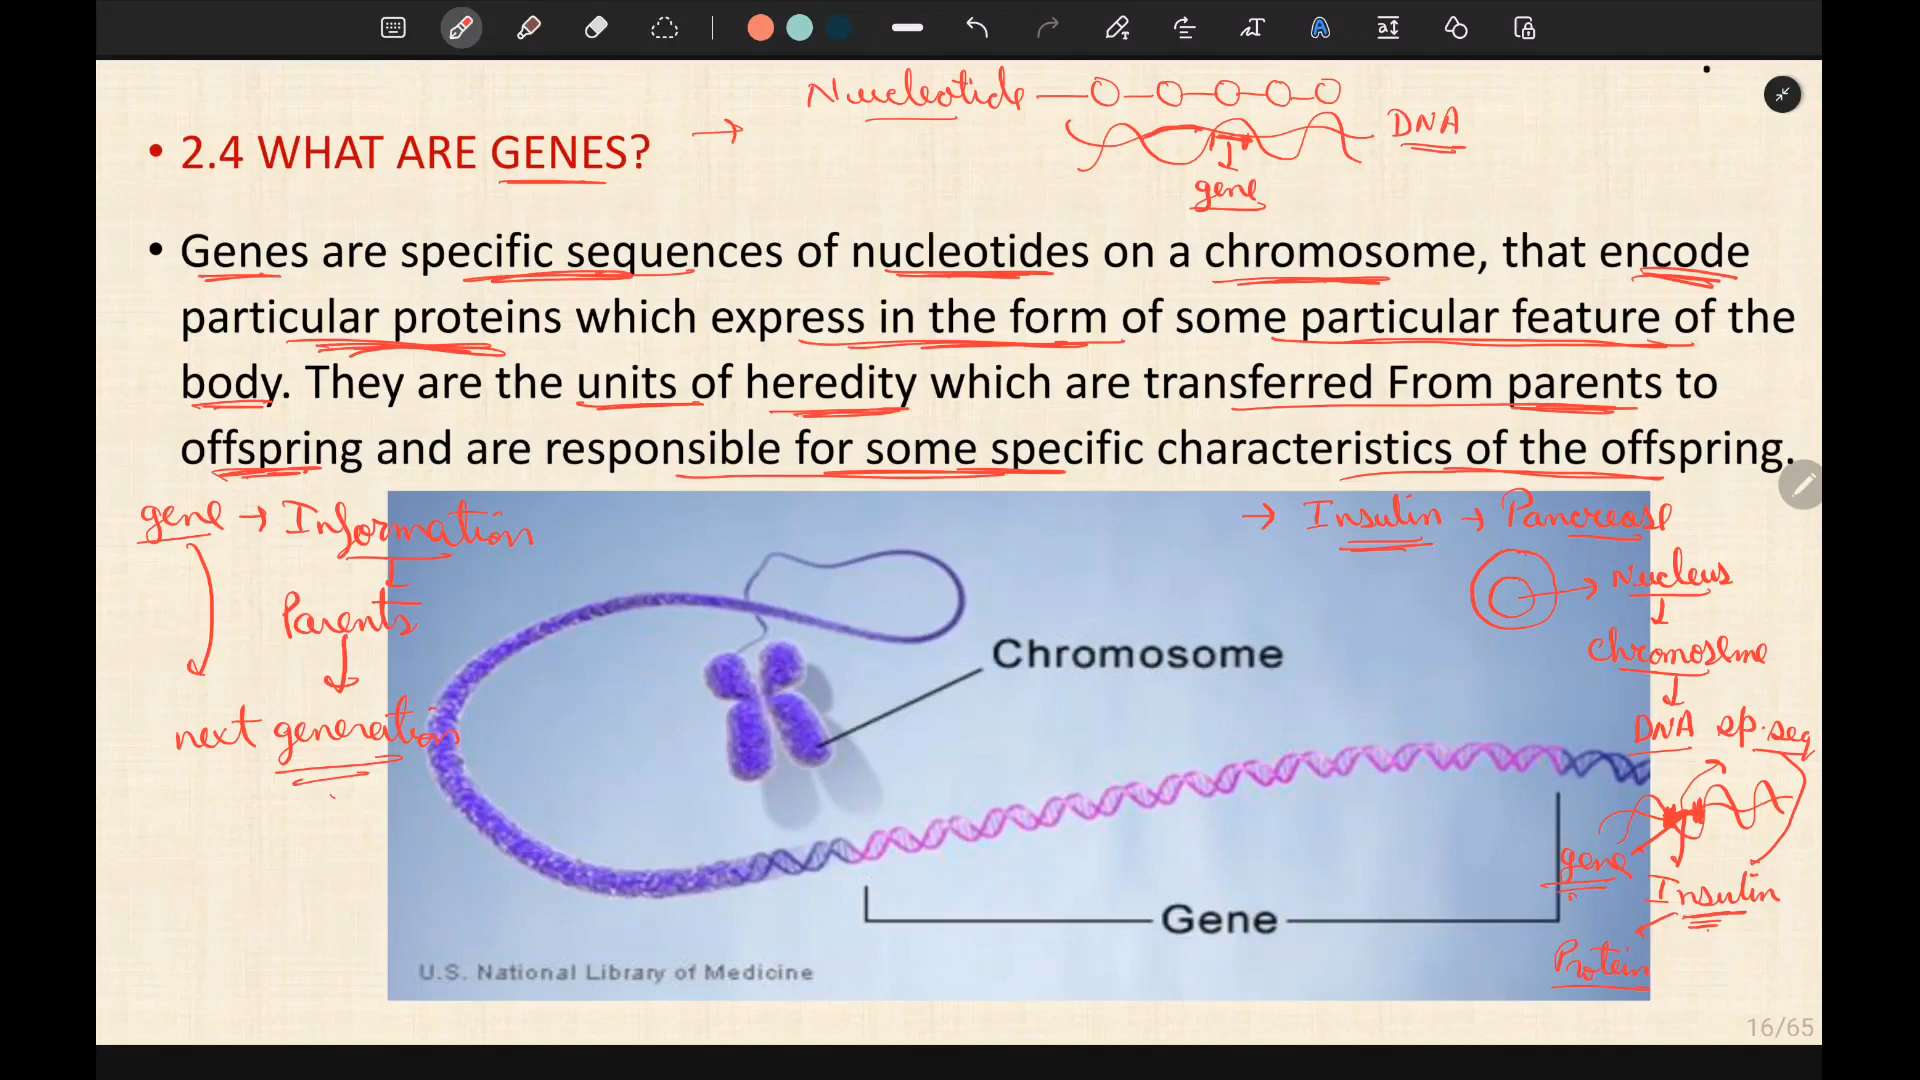 Nucleotide
• 2.4 WHAT ARE GENES? →
DNA
gene
• Genes are specific sequences of nucleotides on a chromosome, that encode
particular proteins which express in the form of some particular feature of the
body. They are the units of heredity which are transferred From parents to
offspring and are responsible for some specific characteristics of the offspring.
gene → Information
Parents
next generation
→ Insulin → Pancrease
Nucleus
Chromosome
DNA sp. seq
gene
Insulin
Protein
Chromosome
Gene
U.S. National Library of Medicine
16/65